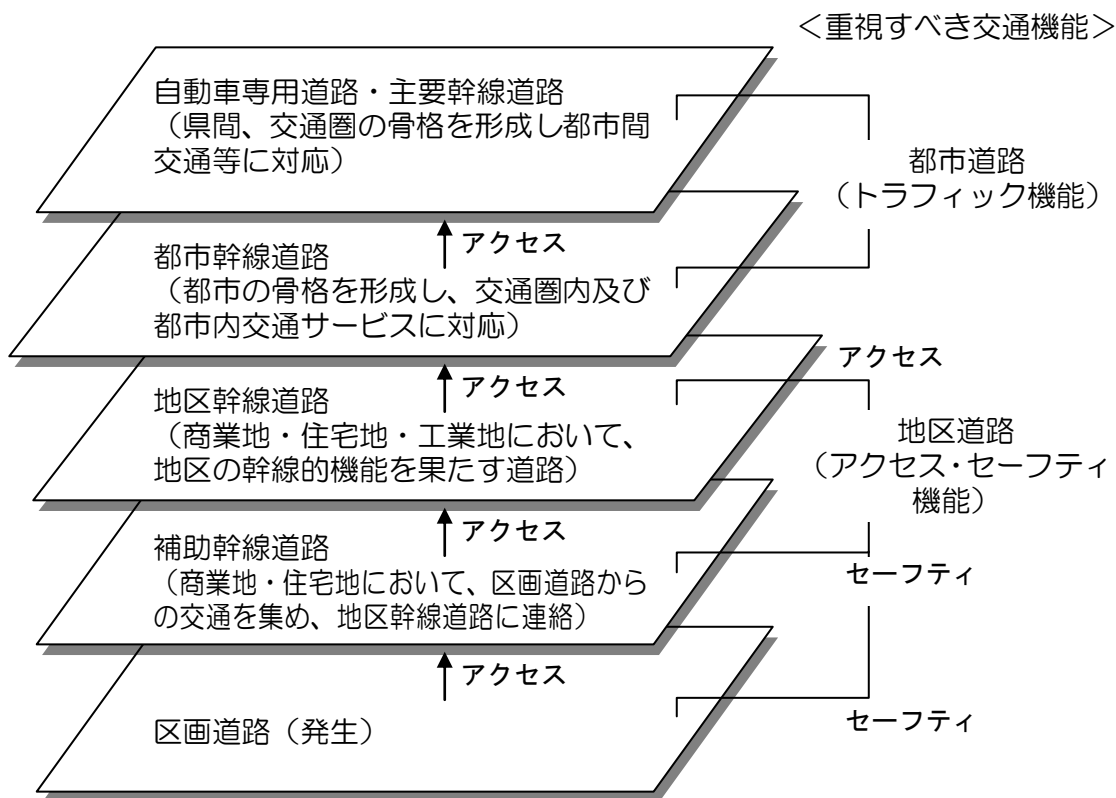 ＜重視すべき交通機能＞
自動車専用道路・主要幹線道路
（県間、交通圏の骨格を形成し都市間
交通等に対応）
都市道路
（トラフィック機能）
アクセス
都市幹線道路
（都市の骨格を形成し、交通圏内及び
都市内交通サービスに対応）
アクセス
アクセス
地区幹線道路
（商業地・住宅地・工業地において、
地区の幹線的機能を果たす道路）
地区道路
（アクセス・セーフティ
機能）
アクセス
補助幹線道路
（商業地・住宅地において、区画道路から
の交通を集め、地区幹線道路に連絡）
セーフティ
アクセス
区画道路（発生）
セーフティ